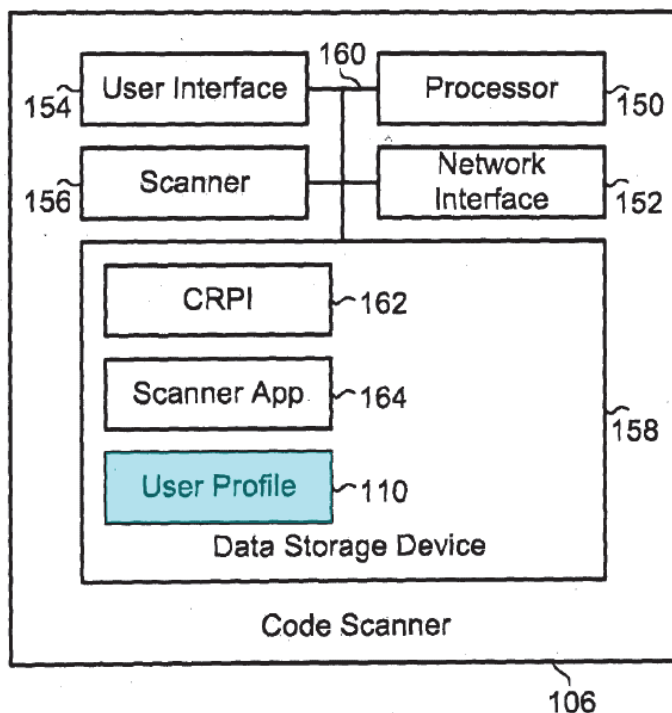 160
User Interface
Processor
154
150
Scanner
Network
Interface
156
152
CRPI
162
Scanner App
164
158
User Profile
110
Data Storage Device
Code Scanner
106